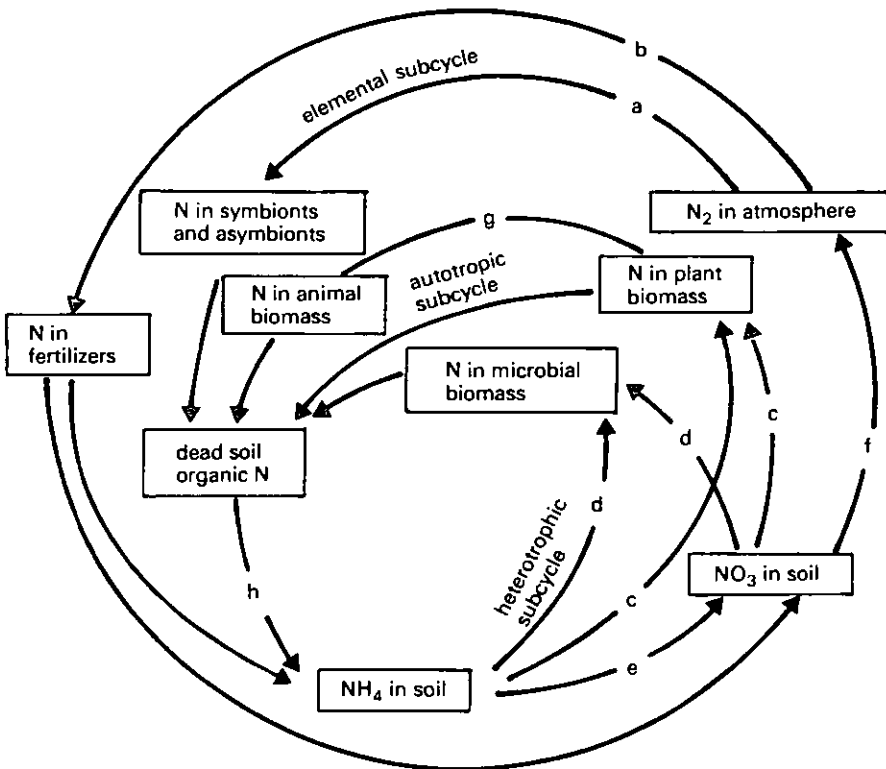 b
elemental subcycle
a
N in symbionts
and asymbionts
N₂ in atmosphere
g
autotropic
subcycle
N in plant
biomass
N in animal
biomass
N in
fertilizers
N in microbial
biomass
c
d
f
dead soil
organic N
d
heterotrophic
subcycle
h
c
NO₃ in soil
e
NH₄ in soil